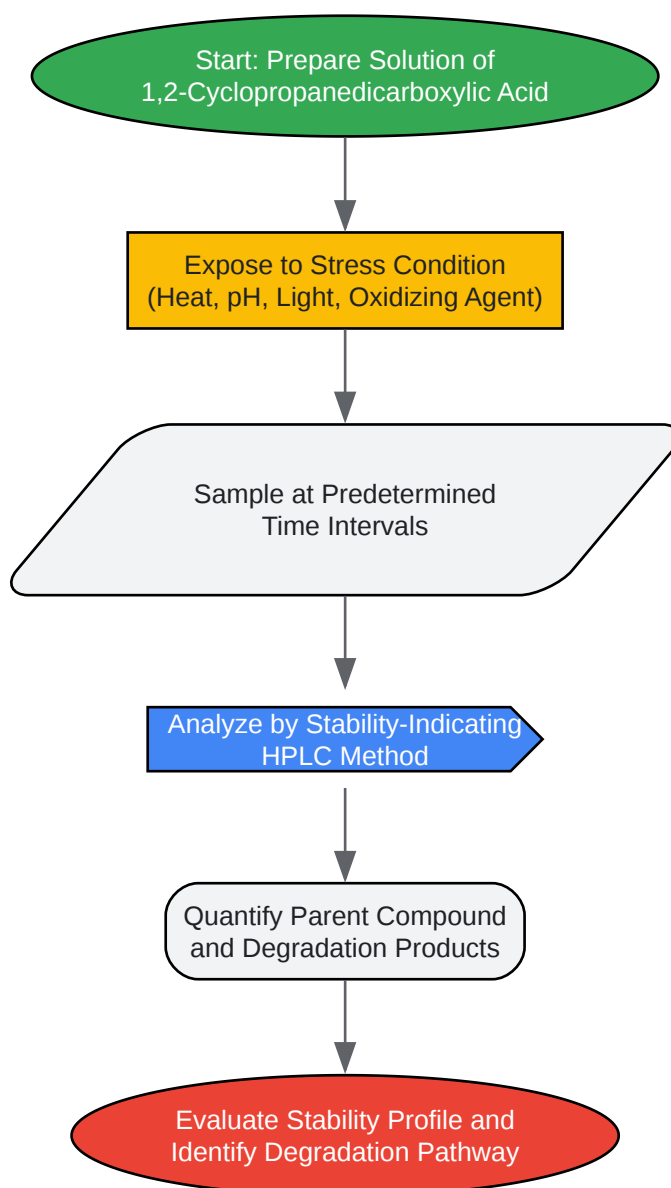 Start: Prepare Solution of
1,2-Cyclopropanedicarboxylic Acid
Expose to Stress Condition
(Heat, pH, Light, Oxidizing Agent)
Sample at Predetermined
Time Intervals
Analyze by Stability-Indicating
HPLC Method
Quantify Parent Compound
and Degradation Products
Evaluate Stability Profile and
Identify Degradation Pathway